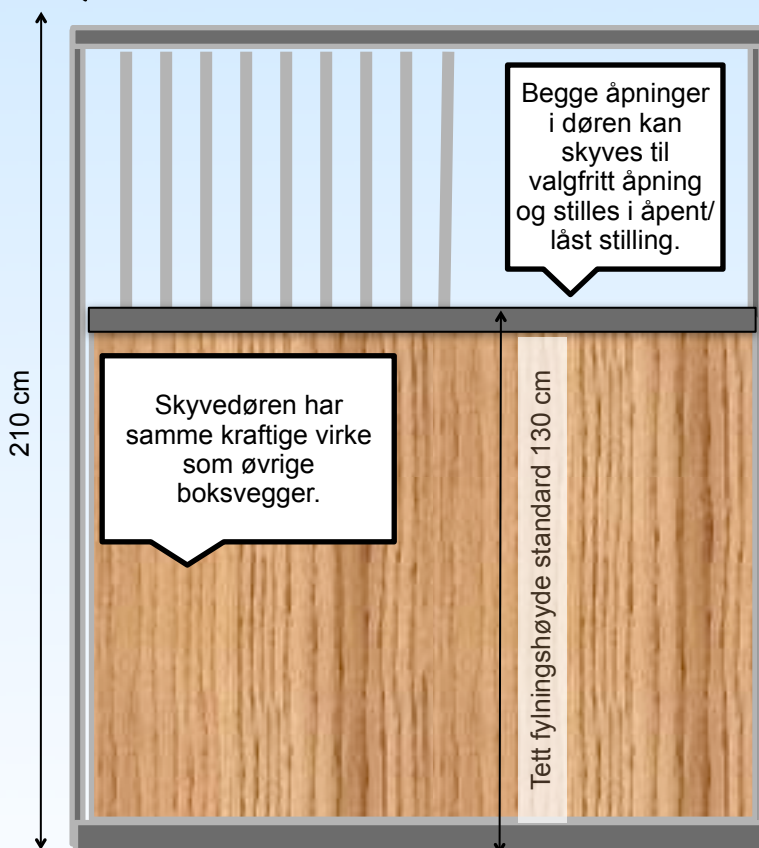 210 cm
Begge åpninger
i døren kan
skyves til
valgfritt åpning
og stilles i åpent/
låst stilling.
Skyvedøren har
samme kraftige virke
som øvrige
boksvegger.
Tett fylningshøyde standard 130 cm